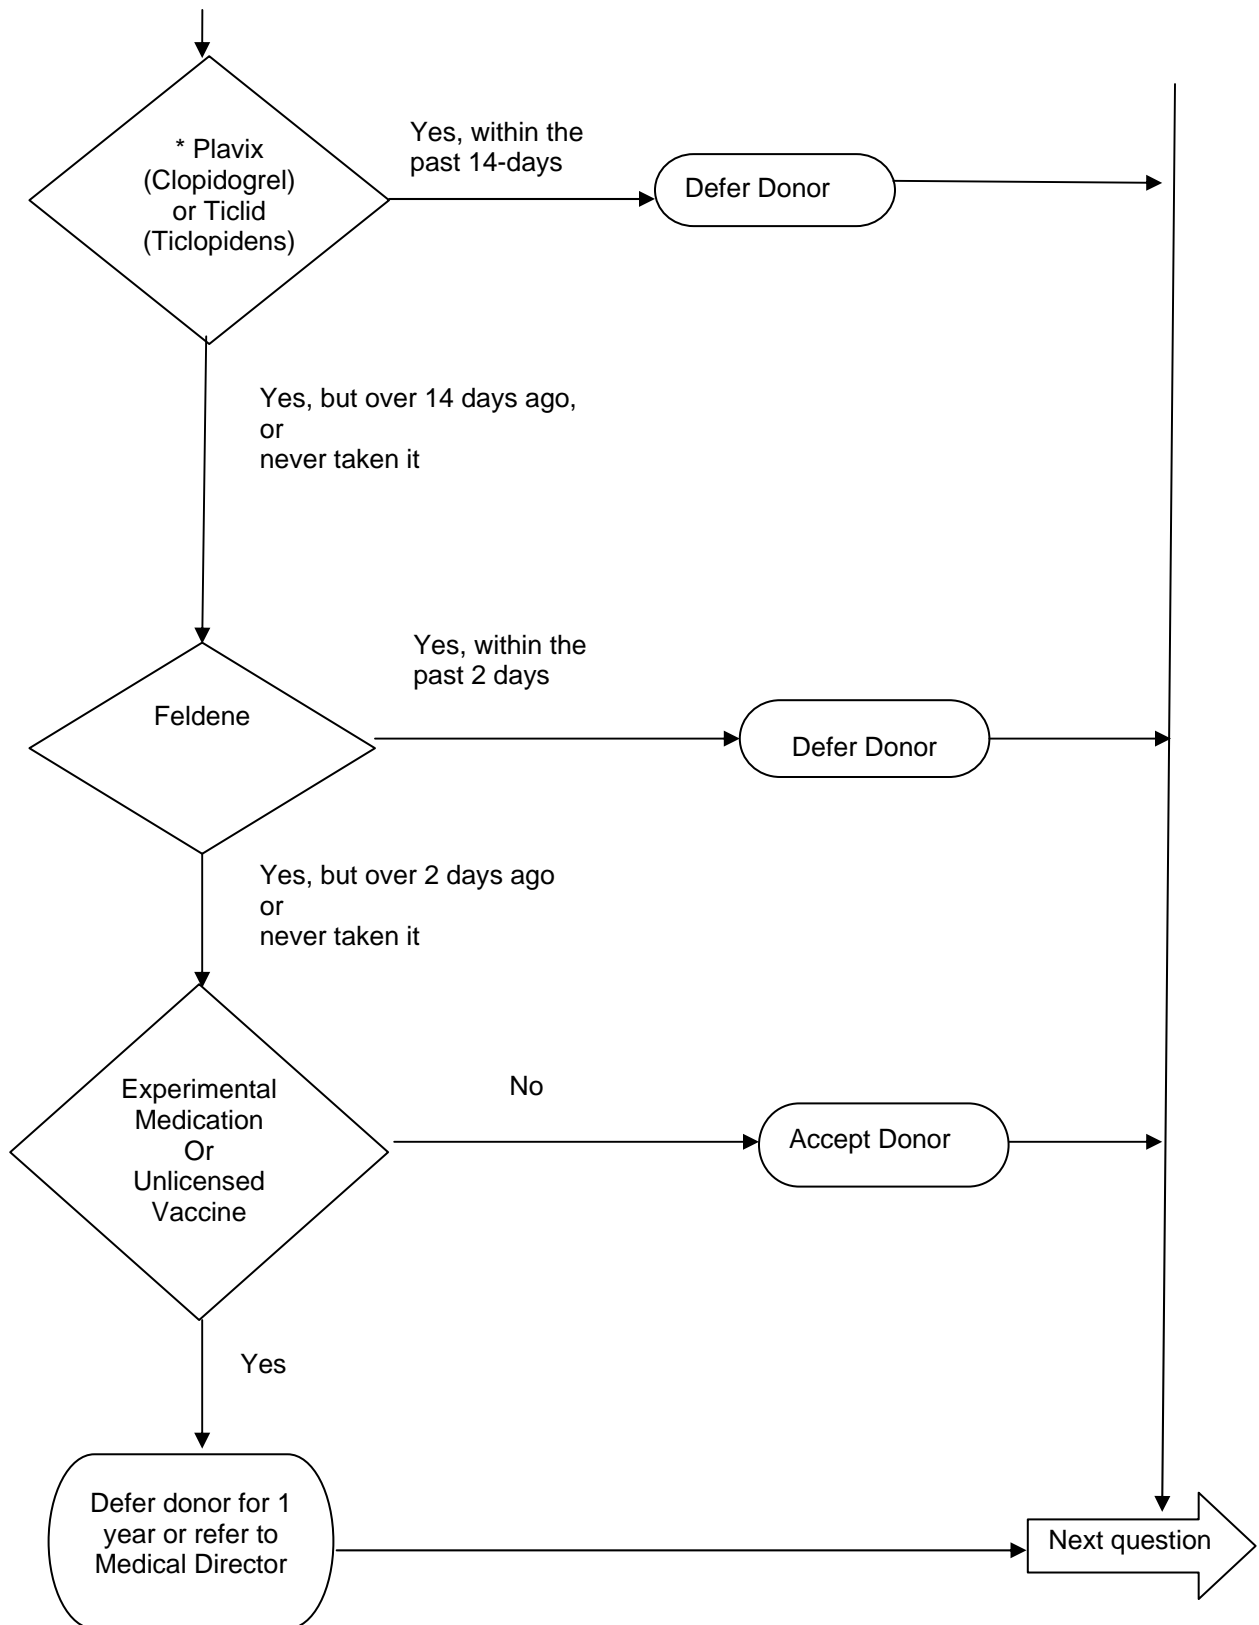 * Plavix
(Clopidogrel)
or Ticlid
(Ticlopidens)
Yes, within the
past 14-days
Defer Donor
Yes, but over 14 days ago,
or
never taken it
Feldene
Yes, within the
past 2 days
Defer Donor
Yes, but over 2 days ago
or
never taken it
Experimental
Medication
Or
Unlicensed
Vaccine
No
Accept Donor
Yes
Defer donor for 1
year or refer to
Medical Director
Next question